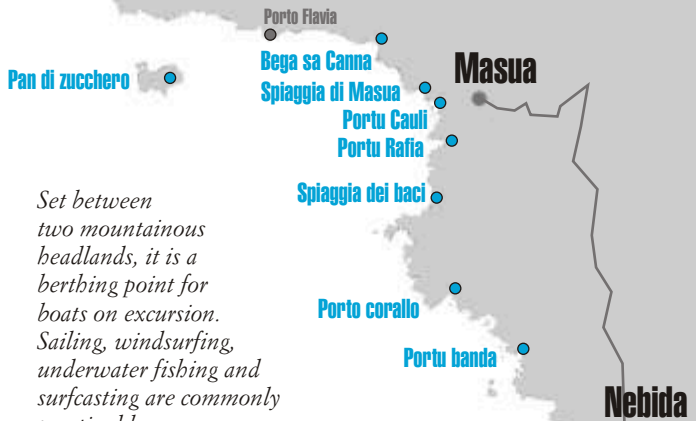 Porto Flavia
Bega sa Canna
Masua
Pan di zucchero
Spiaggia di Masua
Portu Cauli
Portu Rafia
Spiaggia dei baci
Set between
two mountainous
headlands, it is a
berthing point for
boats on excursion.
Sailing, windsurfing,
underwater fishing and
surfcasting are commonly
Porto corallo
Portu banda
Nebida